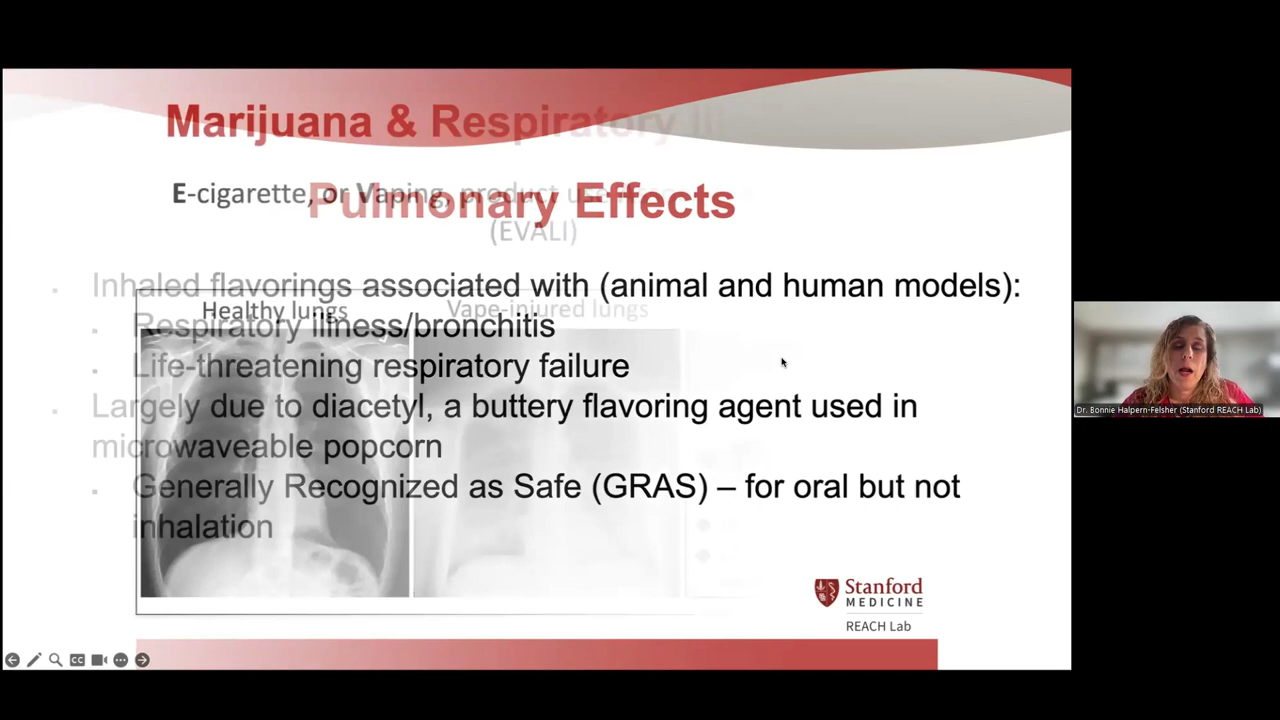 Marijuana & Respiratory Ill
E-cigarette, or Vaping, product use
(EVALI)
Pulmonary Effects
Inhaled flavorings associated with (animal and human models):
Respiratory illness/bronchitis
Life-threatening respiratory failure
Largely due to diacetyl, a buttery flavoring agent used in
microwaveable popcorn
Generally Recognized as Safe (GRAS) – for oral but not
inhalation
Healthy lungs
Vape-injured lungs
Stanford
MEDICINE
REACH Lab
CC
Dr. Bonnie Halpern-Felsher (Stanford REACH Lab)